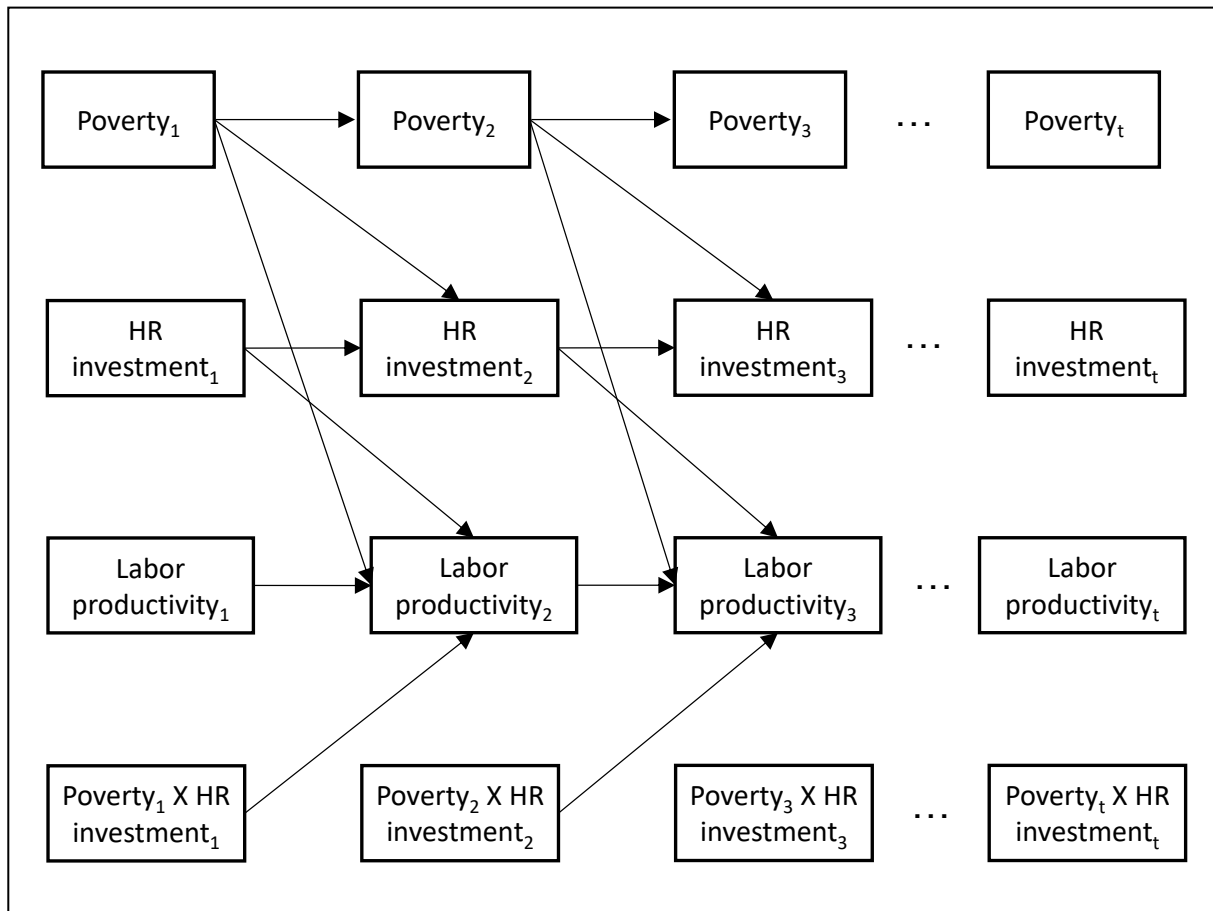 Poverty₁
Poverty₂
Poverty₃
...
Povertyₜ
HR
investment₁
HR
investment₂
HR
investment₃
...
HR
investmentₜ
Labor
productivity₁
Labor
productivity₂
Labor
productivity₃
...
Labor
productivityₜ
Poverty₁ X HR
investment₁
Poverty₂ X HR
investment₂
Poverty₃ X HR
investment₃
...
Povertyₜ X HR
investmentₜ